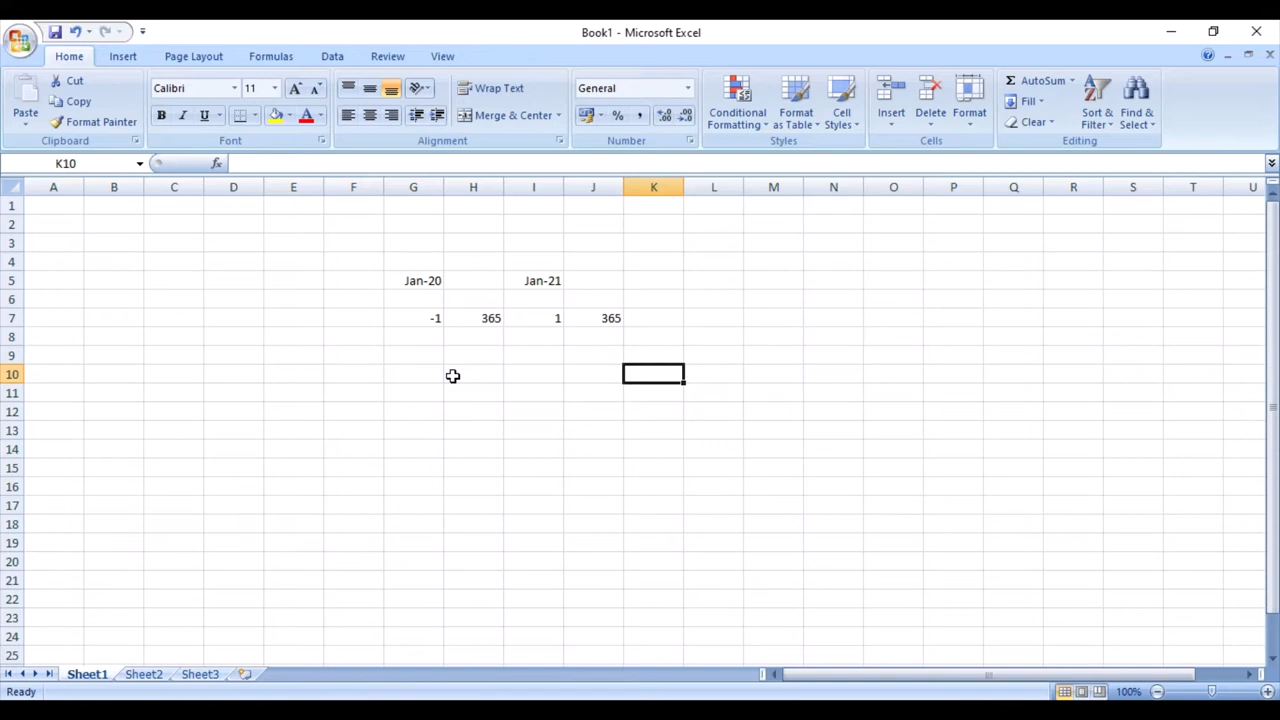 Book1 - Microsoft Excel
Home Insert Page Layout Formulas Data Review View
Paste
Cut
Copy
Format Painter
Clipboard
Calibri 11
B I U
Font
Wrap Text
Merge & Center
Alignment
General
% ,
Number
Conditional Formatting
Format as Table
Cell Styles
Styles
Insert Delete Format
Cells
AutoSum
Fill
Clear
Sort & Filter
Find & Select
Editing
K10 fx
A B C D E F G H I J K L M N O P Q R S T U
1
2
3
4
5 Jan-20 Jan-21
6
7 -1 365 1 365
8
9
10
11
12
13
14
15
16
17
18
19
20
21
22
23
24
25
Sheet1 Sheet2 Sheet3
Ready 100%